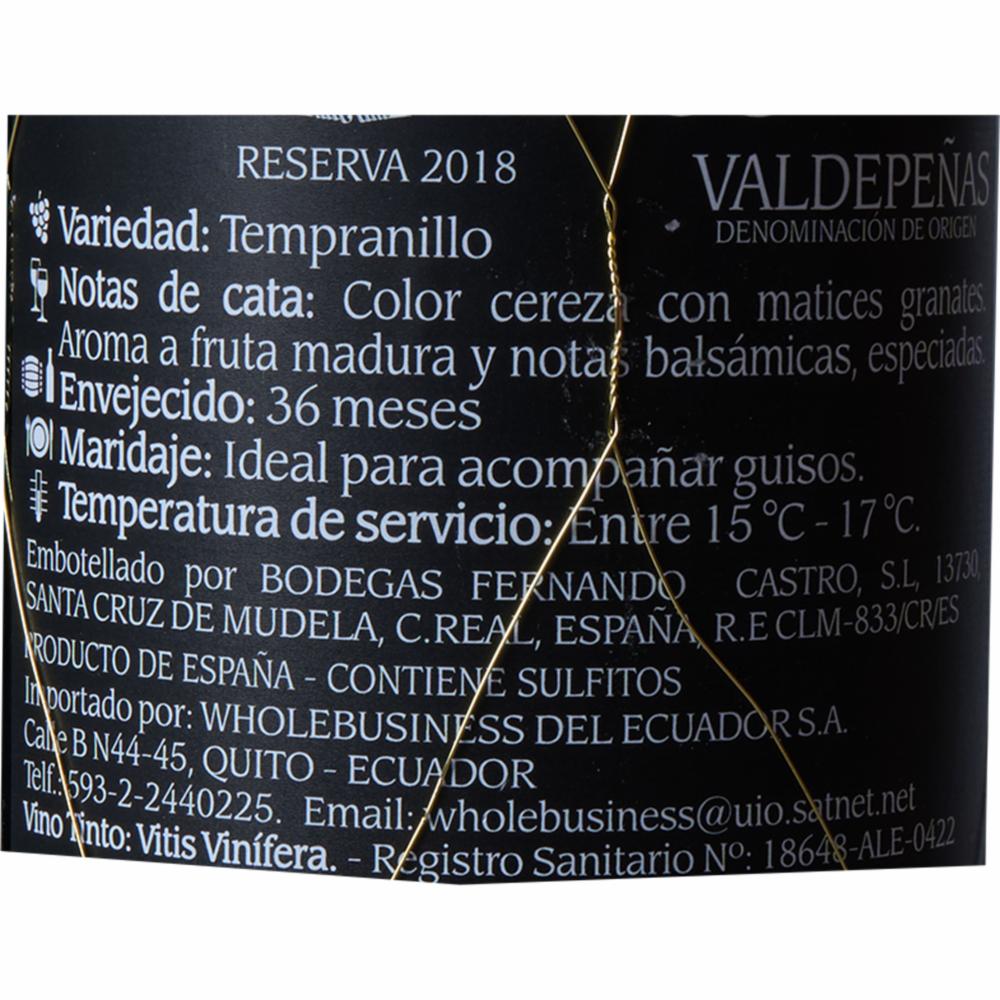 RESERVA 2018
VALDEPEÑAS
DENOMINACIÓN DE ORIGEN
Variedad: Tempranillo
Notas de cata: Color cereza con matices granates.
Aroma a fruta madura y notas balsámicas, especiadas.
Envejecido: 36 meses
Maridaje: Ideal para acompañar guisos.
Temperatura de servicio: Entre 15 °C - 17 °C.
Embotellado por BODEGAS FERNANDO CASTRO, S.L, 13730,
SANTA CRUZ DE MUDELA, C.REAL, ESPAÑA, R.E CLM-833/CR/ES
PRODUCTO DE ESPAÑA - CONTIENE SULFITOS
Importado por: WHOLEBUSINESS DEL ECUADOR S.A.
Calle B N44-45, QUITO - ECUADOR
Telf.: 593-2-2440225. Email: wholebusiness@uio.satnet.net
Vino Tinto: Vitis Vinífera. - Registro Sanitario Nº: 18648-ALE-0422